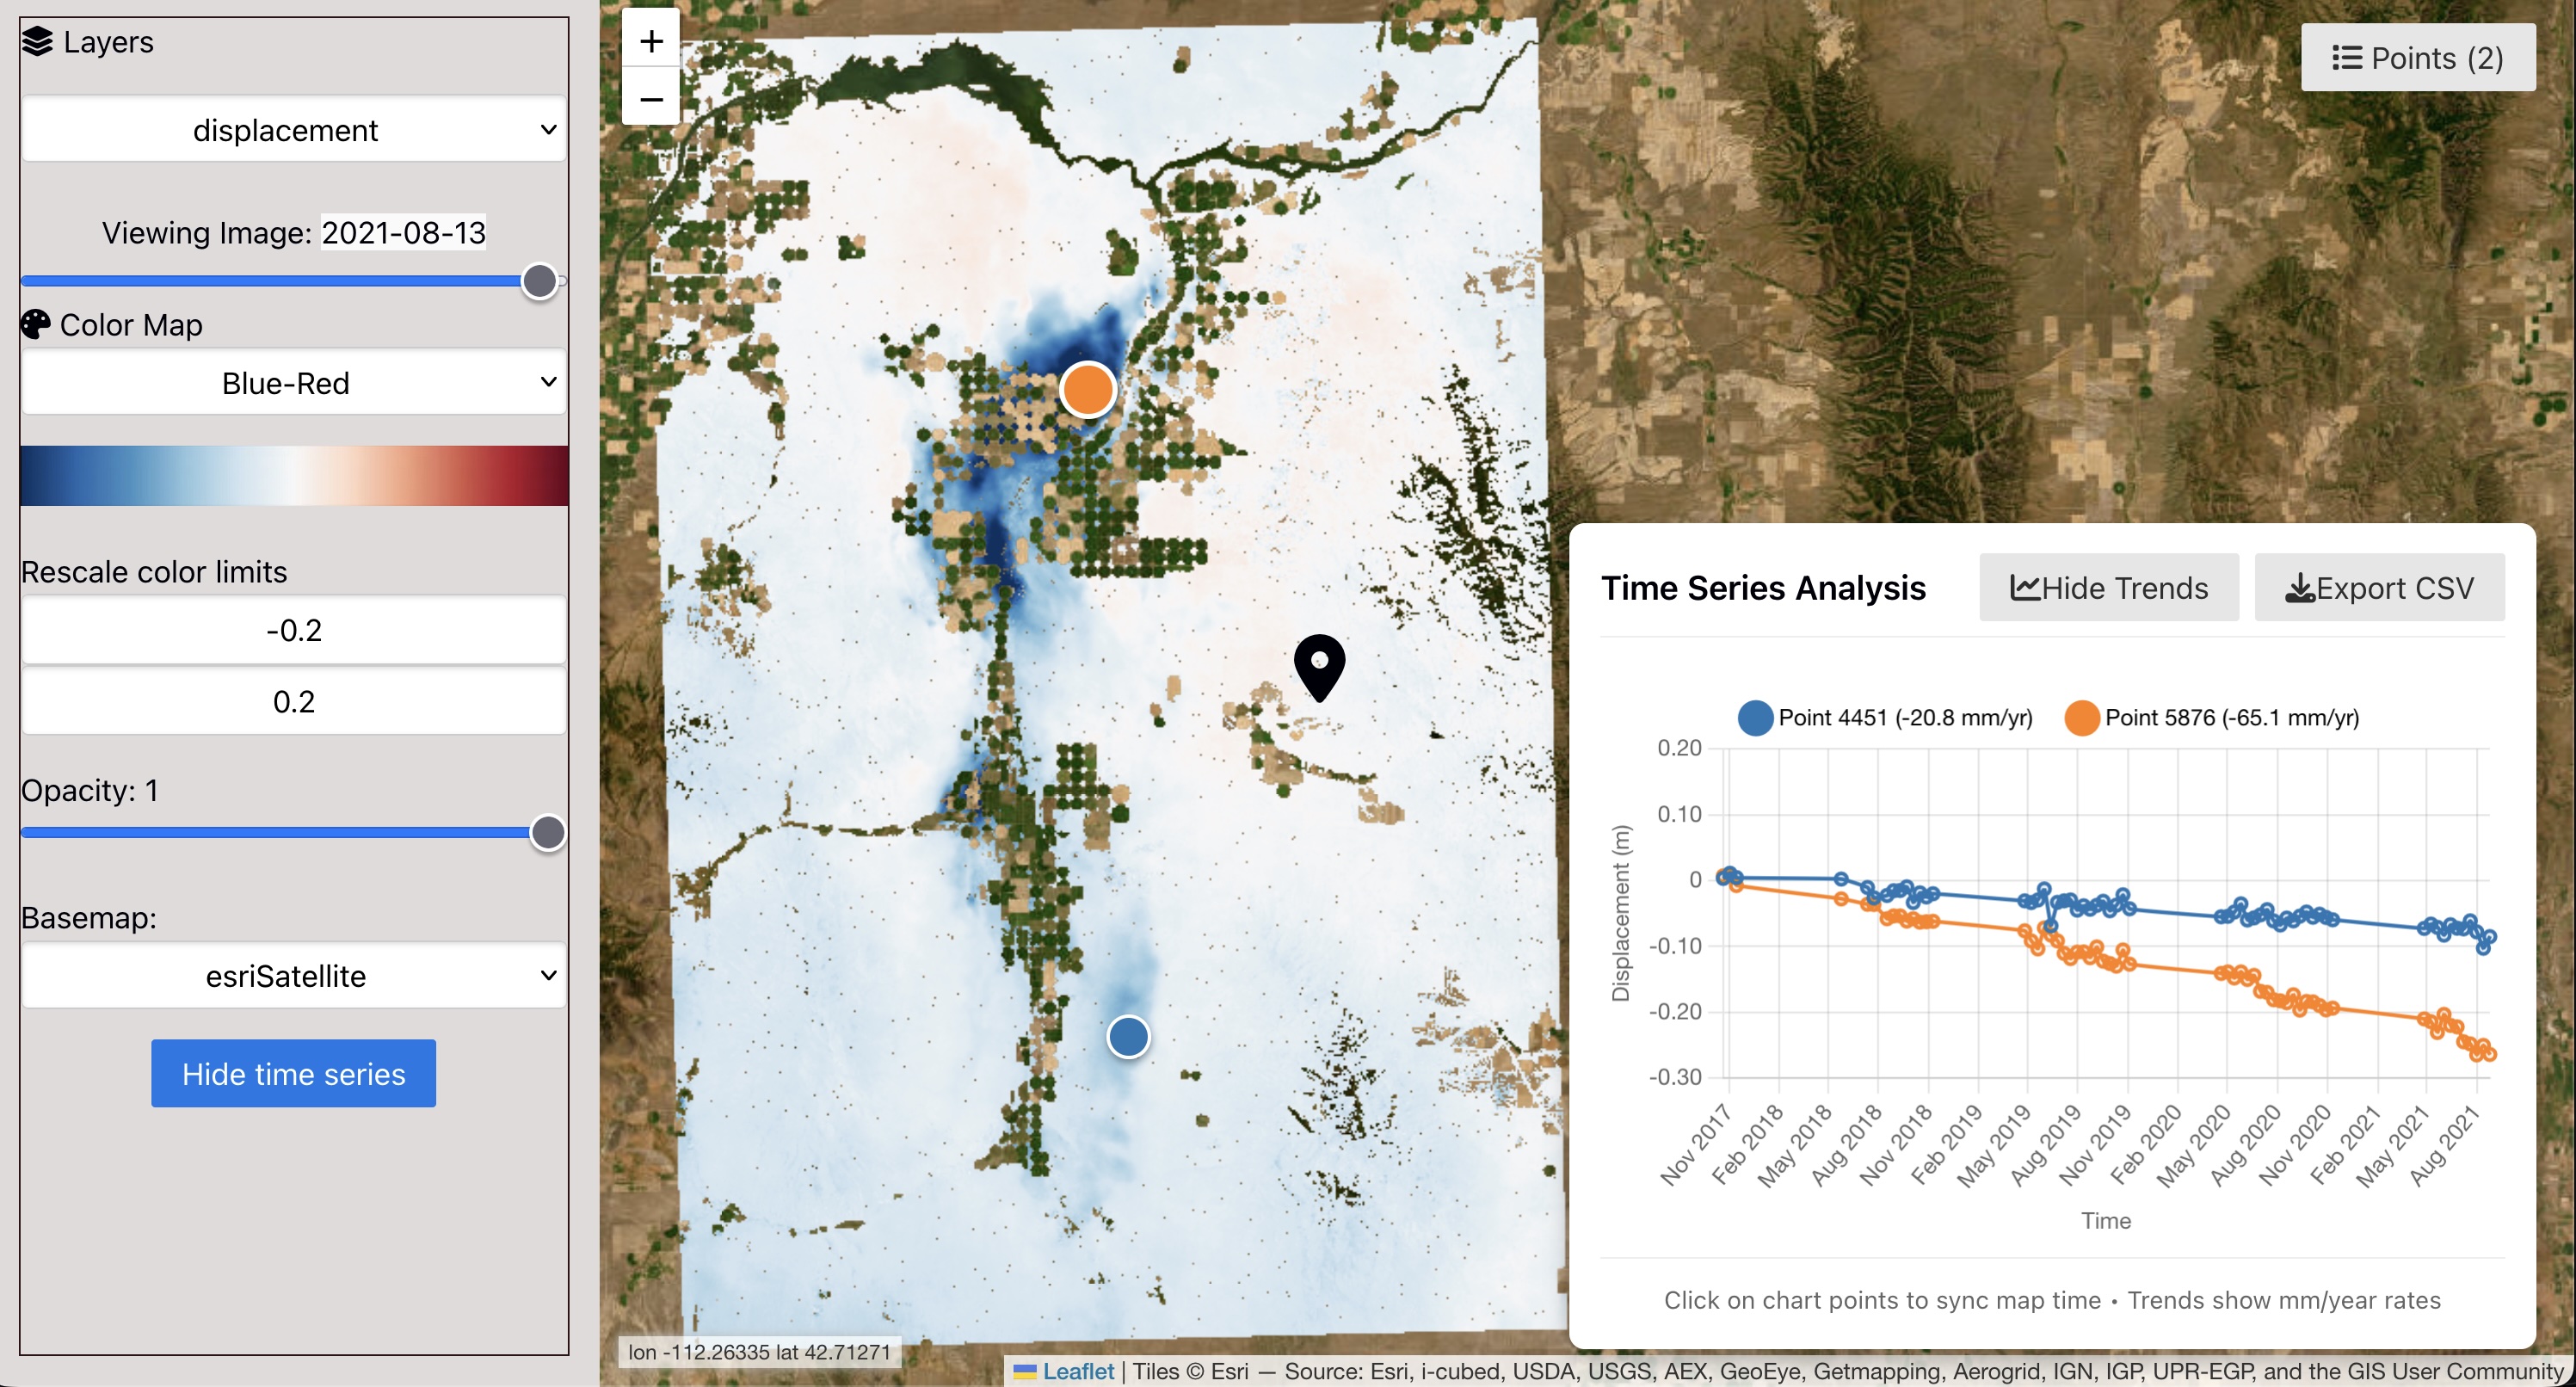 Layers
displacement
Viewing Image: 2021-08-13
Color Map
Blue-Red
Rescale color limits
-0.2
0.2
Opacity: 1
Basemap:
esriSatellite
Hide time series
+
−
Points (2)
Time Series Analysis
Hide Trends
Export CSV
Point 4451 (-20.8 mm/yr)
Point 5876 (-65.1 mm/yr)
0.20
0.10
0
-0.10
-0.20
-0.30
Displacement (m)
Nov 2017
Feb 2018
May 2018
Aug 2018
Nov 2018
Feb 2019
May 2019
Aug 2019
Nov 2019
Feb 2020
May 2020
Aug 2020
Nov 2020
Feb 2021
May 2021
Aug 2021
Time
Click on chart points to sync map time • Trends show mm/year rates
lon -112.26335 lat 42.71271
Leaflet | Tiles © Esri — Source: Esri, i-cubed, USDA, USGS, AEX, GeoEye, Getmapping, Aerogrid, IGN, IGP, UPR-EGP, and the GIS User Community